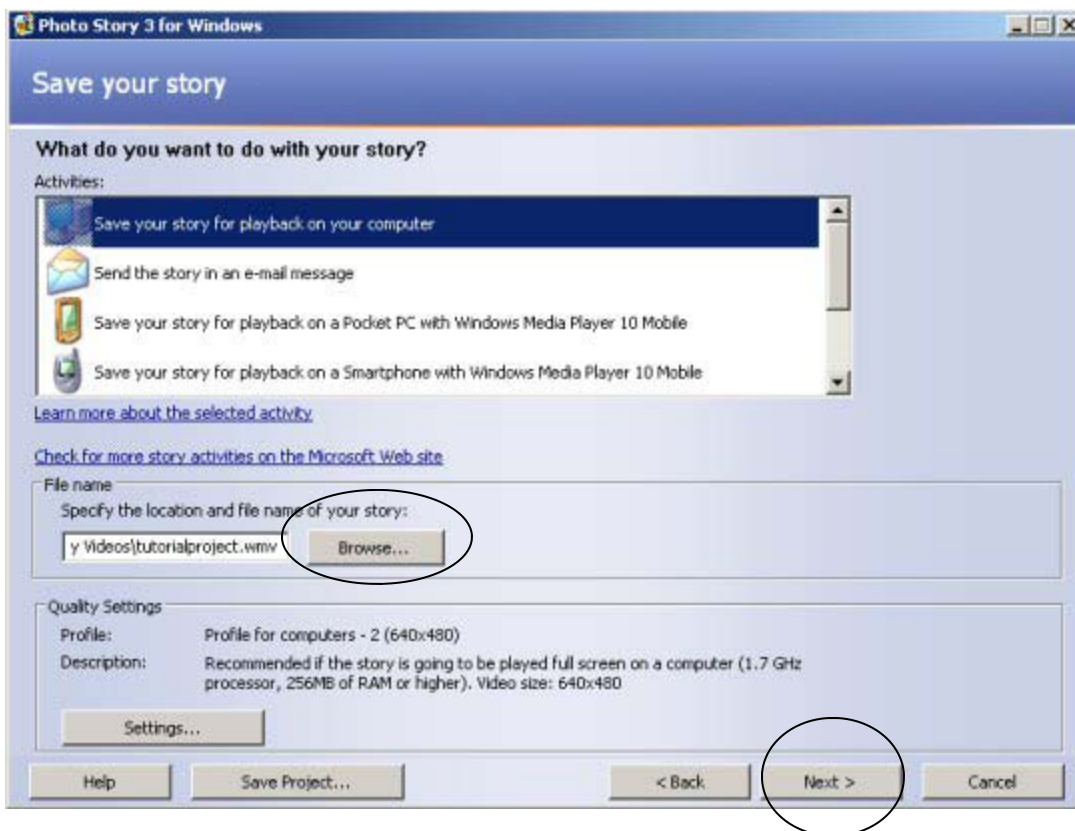 Photo Story 3 for Windows
Save your story
What do you want to do with your story?
Activities:
Save your story for playback on your computer
Send the story in an e-mail message
Save your story for playback on a Pocket PC with Windows Media Player 10 Mobile
Save your story for playback on a Smartphone with Windows Media Player 10 Mobile
Learn more about the selected activity
Check for more story activities on the Microsoft Web site
File name
Specify the location and file name of your story:
y Videos\tutorialproject.wmv Browse...
Quality Settings
Profile: Profile for computers - 2 (640x480)
Description: Recommended if the story is going to be played full screen on a computer (1.7 GHz
processor, 256MB of RAM or higher). Video size: 640x480
Settings...
Help Save Project... < Back Next > Cancel